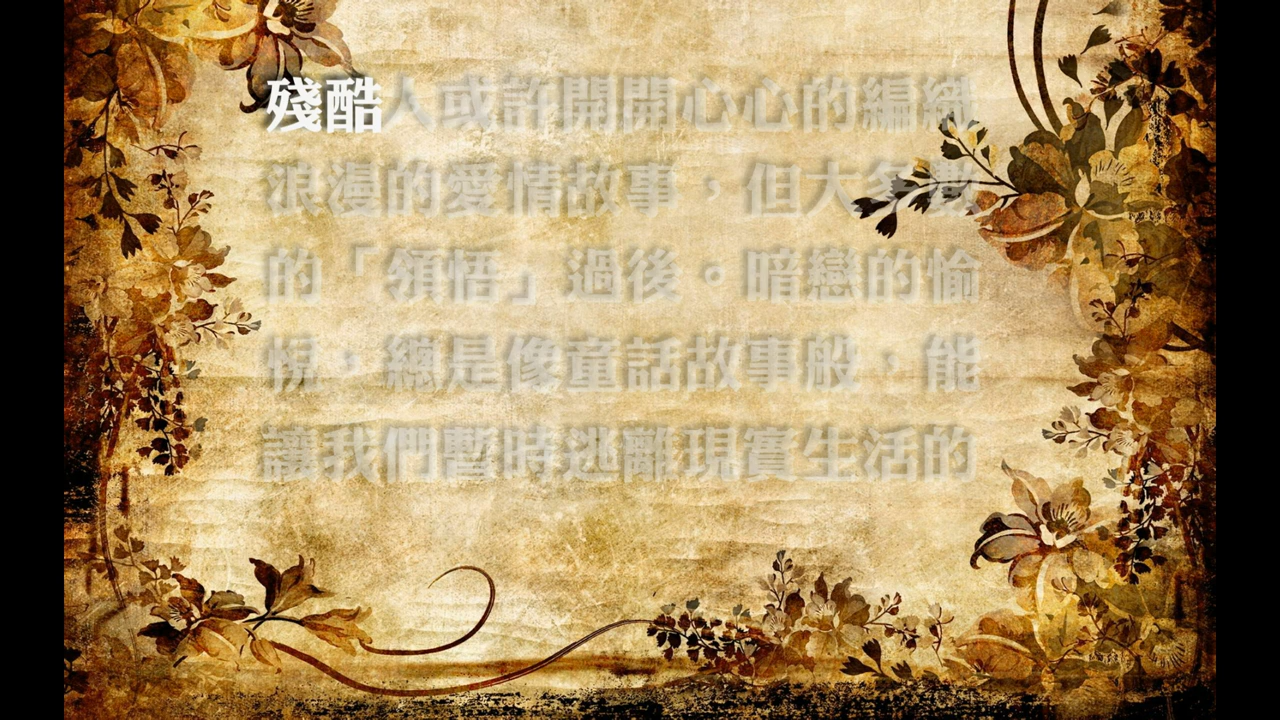 殘酷人或許開開心心的編織
浪漫的愛情故事，但大多數
的「領悟」過後。暗戀的愉
悅，總是像童話故事般，能
讓我們暫時逃離現實生活的